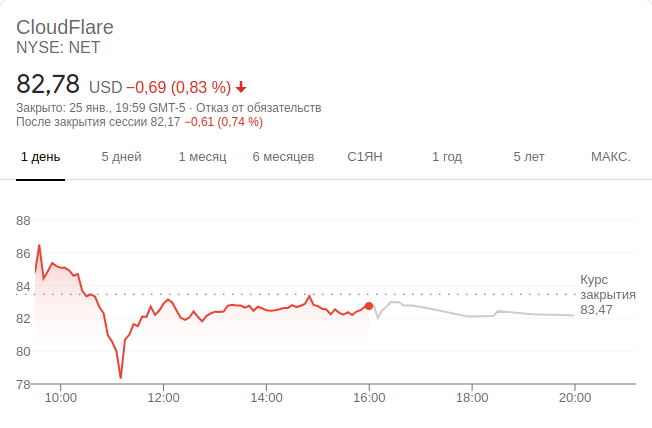 CloudFlare
NYSE: NET
82,78 USD −0,69 (0,83 %)
Закрыто: 25 янв., 19:59 GMT-5 · Отказ от обязательств
После закрытия сессии 82,17 −0,61 (0,74 %)
1 день 5 дней 1 месяц 6 месяцев С1ЯН 1 год 5 лет МАКС.
88
86
84
82
80
78
Курс
закрытия
83,47
10:00 12:00 14:00 16:00 18:00 20:00